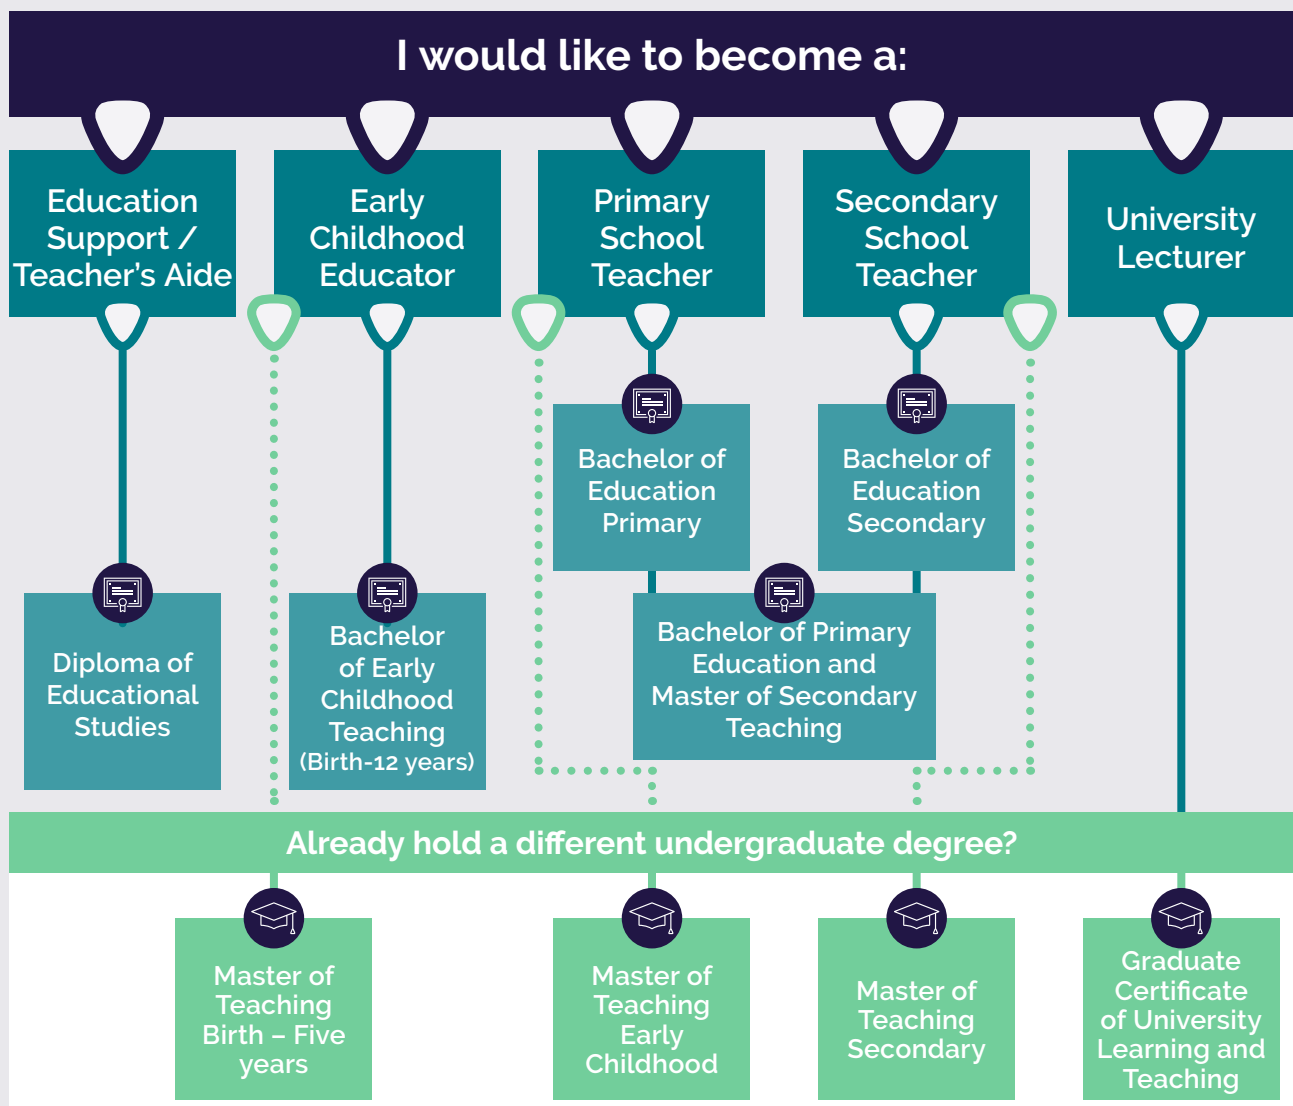 I would like to become a:
Education
Support /
Teacher's Aide
Early
Childhood
Educator
Primary
School
Teacher
Secondary
School
Teacher
University
Lecturer
Bachelor of
Education
Primary
Bachelor of
Education
Secondary
Diploma of
Educational
Studies
Bachelor
of Early
Childhood
Teaching
(Birth-12 years)
Bachelor of Primary
Education and
Master of Secondary
Teaching
Already hold a different undergraduate degree?
Master of
Teaching
Birth – Five
years
Master of
Teaching
Early
Childhood
Master of
Teaching
Secondary
Graduate
Certificate
of University
Learning and
Teaching